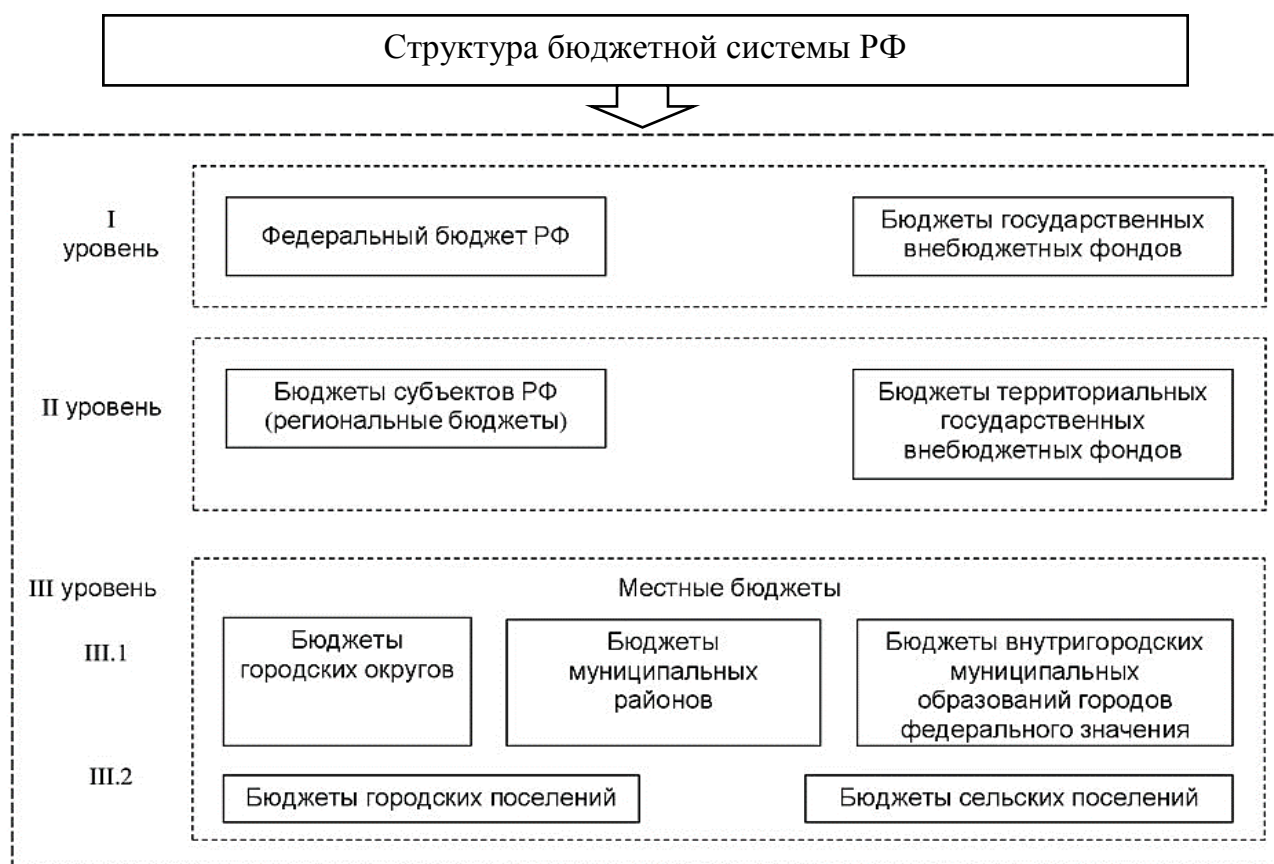 Структура бюджетной системы РФ
I
уровень
Федеральный бюджет РФ
Бюджеты государственных
внебюджетных фондов
II уровень
Бюджеты субъектов РФ
(региональные бюджеты)
Бюджеты территориальных
государственных
внебюджетных фондов
III уровень
Местные бюджеты
III.1
Бюджеты
городских округов
Бюджеты
муниципальных
районов
Бюджеты внутригородских
муниципальных
образований городов
федерального значения
III.2
Бюджеты городских поселений
Бюджеты сельских поселений